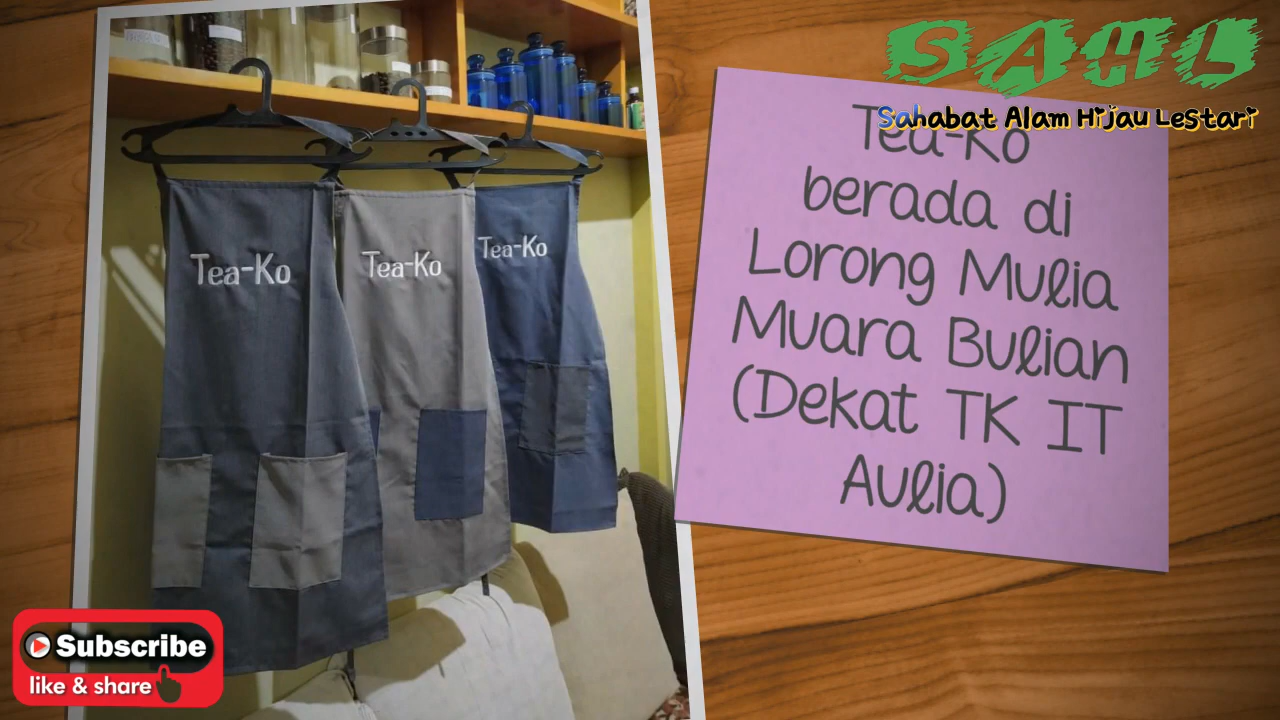 SAHL
Sahabat Alam Hijau Lestari
Tea-Ko
berada di
Lorong Mulia
Muara Bulian
(Dekat TK IT
Aulia)
Tea-Ko
Tea-Ko
Tea-Ko
Subscribe
like & share